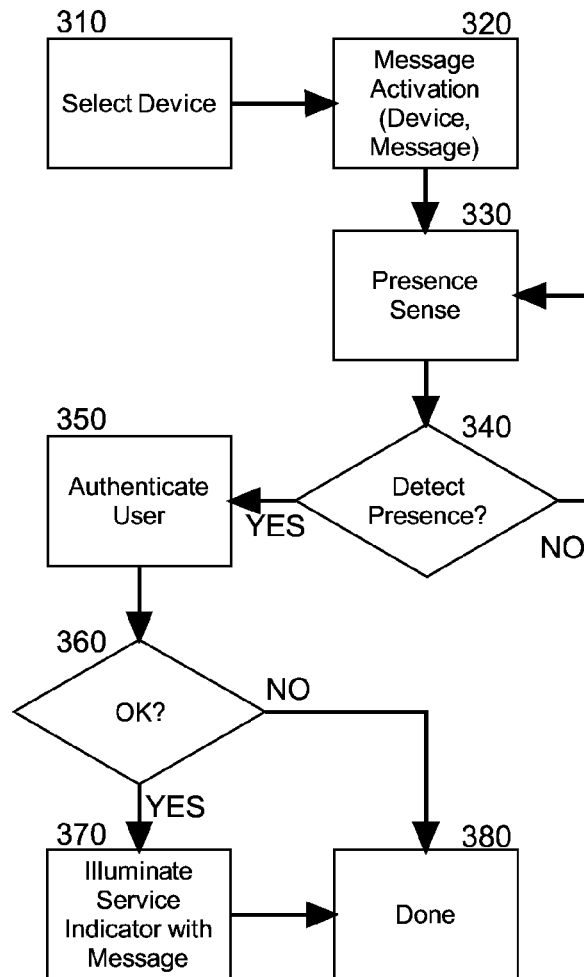 310
Select Device
320
Message
Activation
(Device,
Message)
330
Presence
Sense
340
Detect
Presence?
YES
NO
350
Authenticate
User
360
OK?
NO
YES
370
Illuminate
Service
Indicator with
Message
380
Done